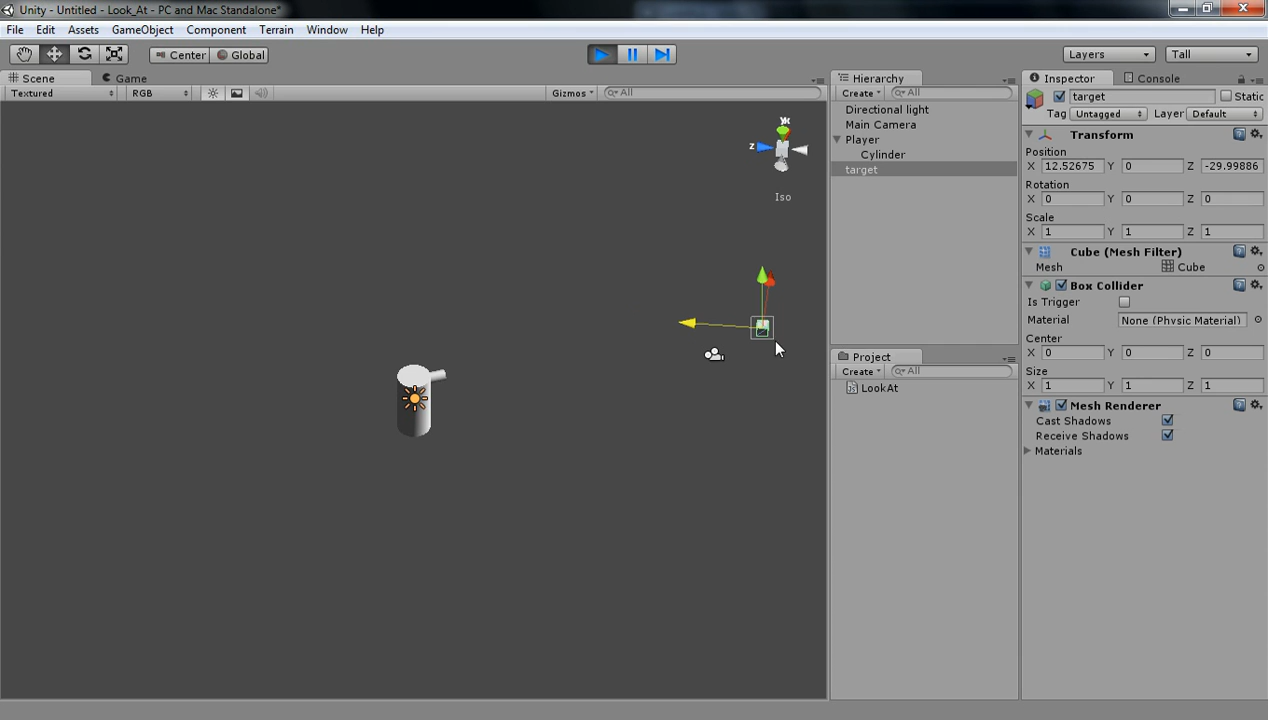 Unity - Untitled - Look_At - PC and Mac Standalone*
File Edit Assets GameObject Component Terrain Window Help
Center Global Layers Tall
Scene Game
Textured RGB Gizmos All
Yx
z
Iso
Hierarchy
Create All
Directional light
Main Camera
Player
Cylinder
target
Project
Create All
LookAt
Inspector Console
target Static
Tag Untagged Layer Default
Transform
Position
X 12.52675 Y 0 Z -29.99886
Rotation
X 0 Y 0 Z 0
Scale
X 1 Y 1 Z 1
Cube (Mesh Filter)
Mesh Cube
Box Collider
Is Trigger
Material None (Physic Material)
Center
X 0 Y 0 Z 0
Size
X 1 Y 1 Z 1
Mesh Renderer
Cast Shadows
Receive Shadows
Materials